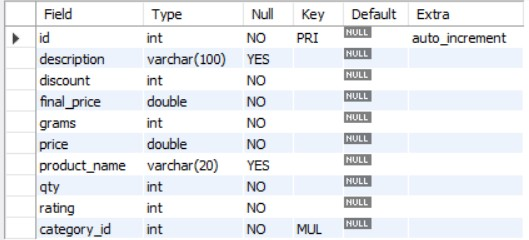 Field Type Null Key Default Extra
id int NO PRI NULL auto_increment
description varchar(100) YES NULL
discount int NO NULL
final_price double NO NULL
grams int NO NULL
price double NO NULL
product_name varchar(20) YES NULL
qty int NO NULL
rating int NO NULL
category_id int NO MUL NULL